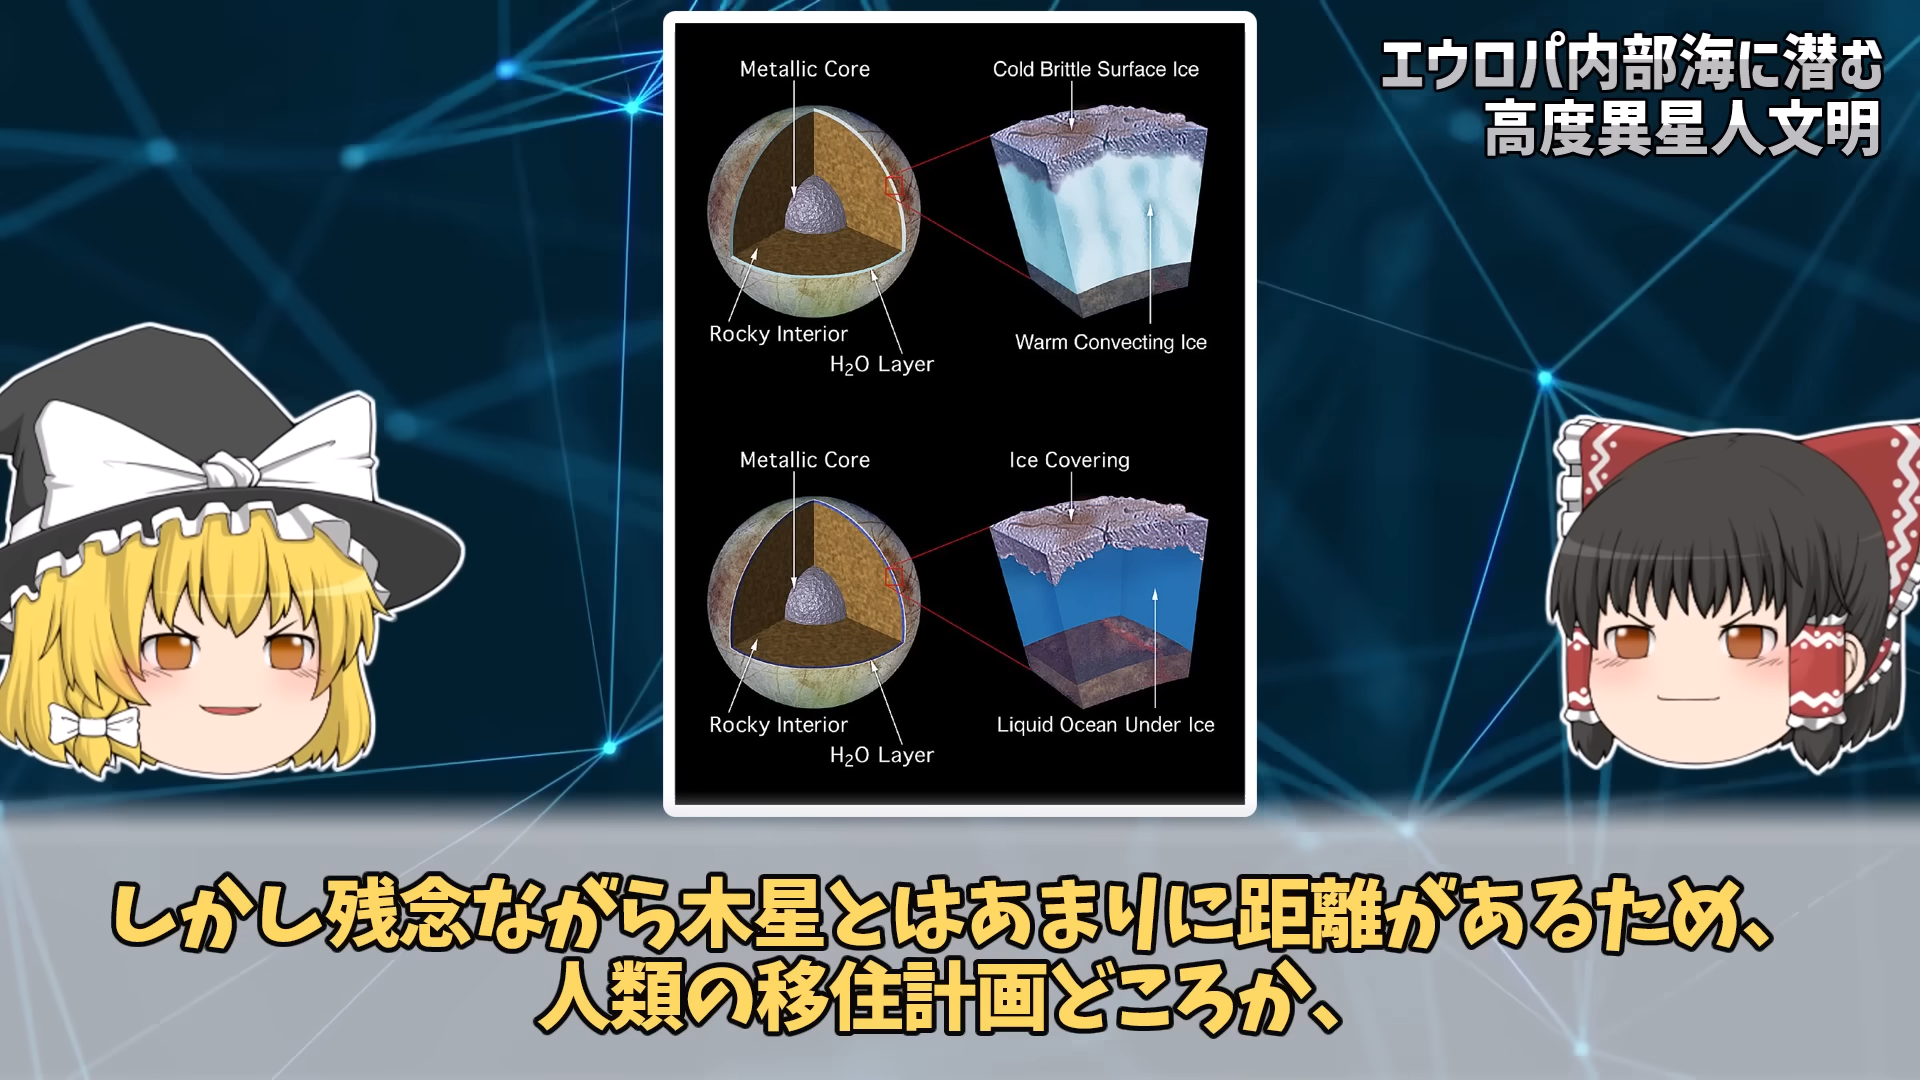 エウロパ内部海に潜む
高度異星人文明
Metallic Core
Cold Brittle Surface Ice
Rocky Interior
H₂O Layer
Warm Convecting Ice
Metallic Core
Ice Covering
Rocky Interior
H₂O Layer
Liquid Ocean Under Ice
しかし残念ながら木星とはあまりに距離があるため、
人類の移住計画どころか、